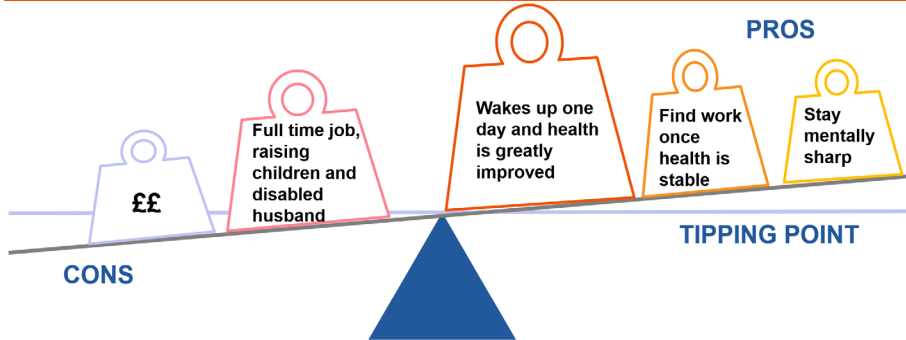 PROS
££
Full time job,
raising
children and
disabled
husband
Wakes up one
day and health
is greatly
improved
Find work
once
health is
stable
Stay
mentally
sharp
TIPPING POINT
CONS